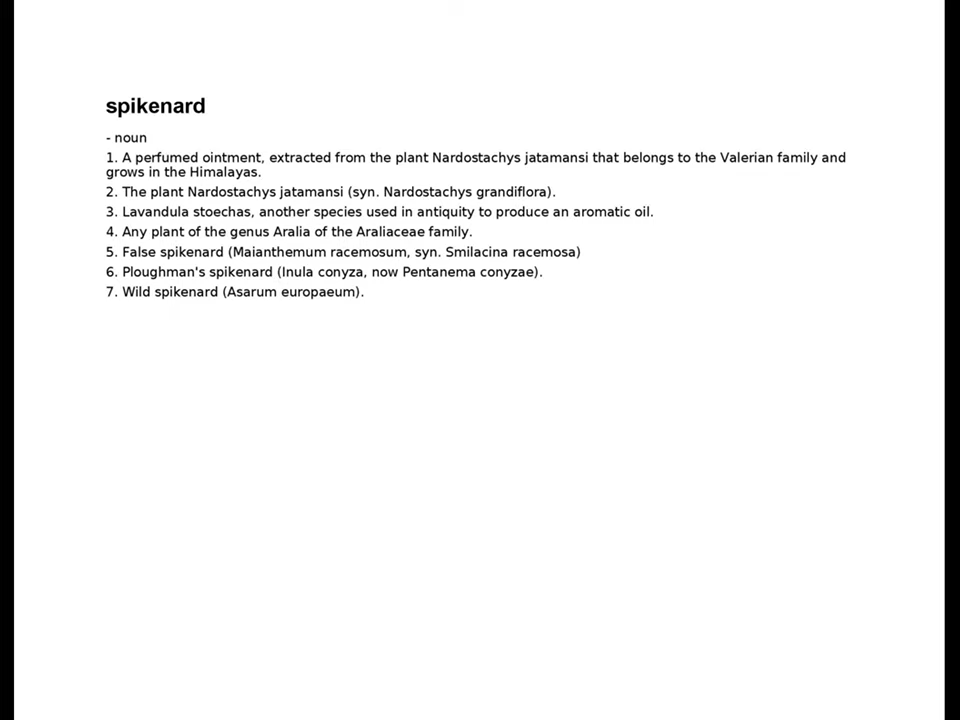 spikenard
- noun
1. A perfumed ointment, extracted from the plant Nardostachys jatamansi that belongs to the Valerian family and
grows in the Himalayas.
2. The plant Nardostachys jatamansi (syn. Nardostachys grandiflora).
3. Lavandula stoechas, another species used in antiquity to produce an aromatic oil.
4. Any plant of the genus Aralia of the Araliaceae family.
5. False spikenard (Maianthemum racemosum, syn. Smilacina racemosa)
6. Ploughman's spikenard (Inula conyza, now Pentanema conyzae).
7. Wild spikenard (Asarum europaeum).